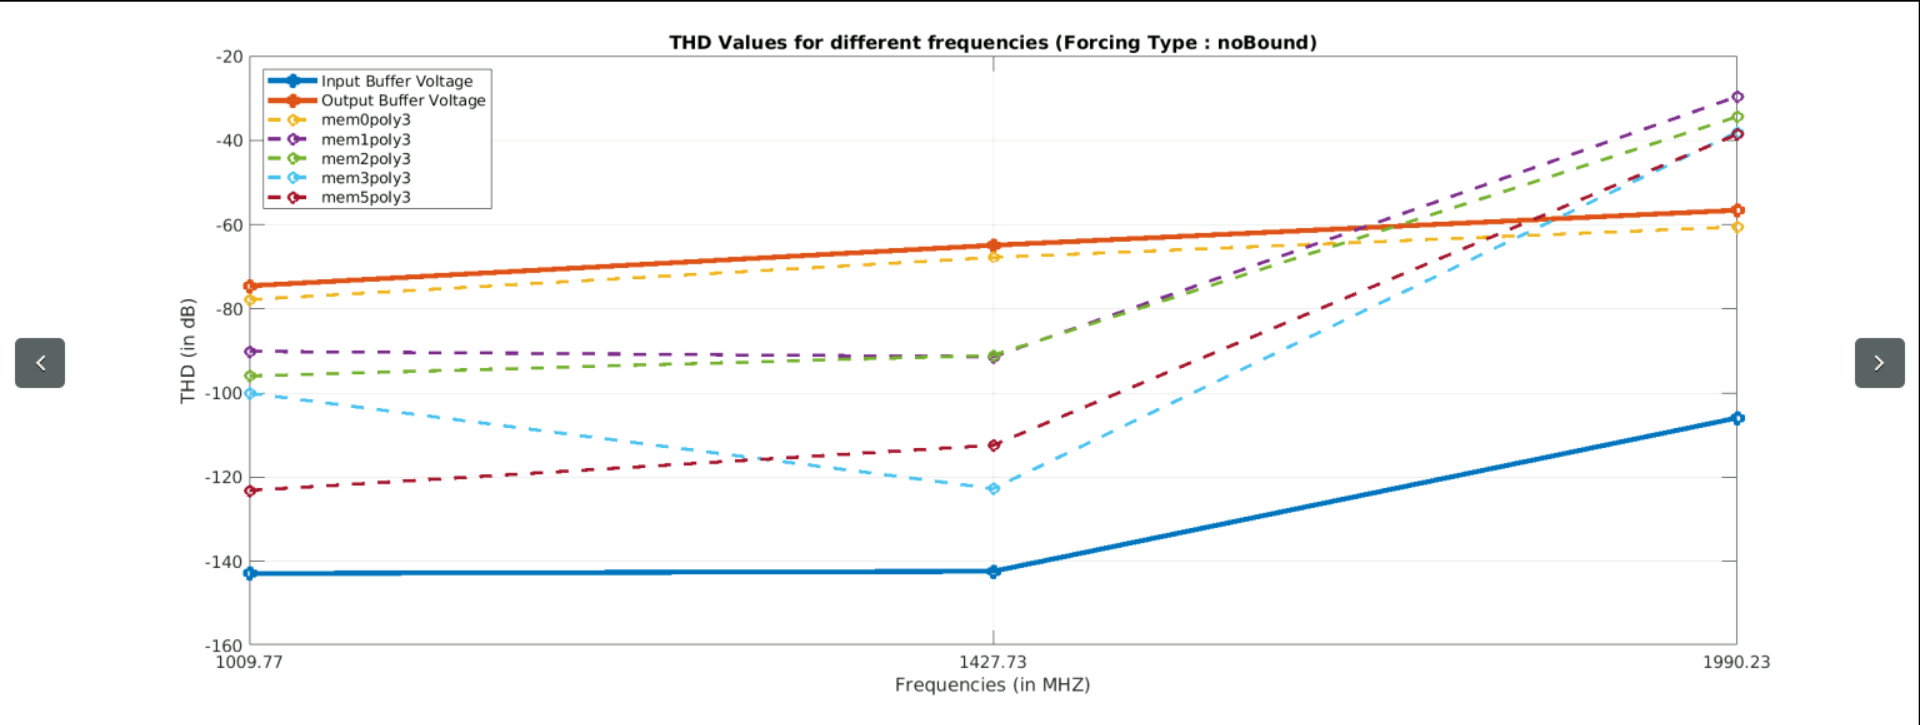 THD Values for different frequencies (Forcing Type : noBound)
-20
Input Buffer Voltage
Output Buffer Voltage
mem0poly3
mem1poly3
mem2poly3
mem3poly3
mem5poly3
-40
-60
-80
-100
-120
-140
-160
THD (in dB)
1009.77 1427.73 1990.23
Frequencies (in MHZ)